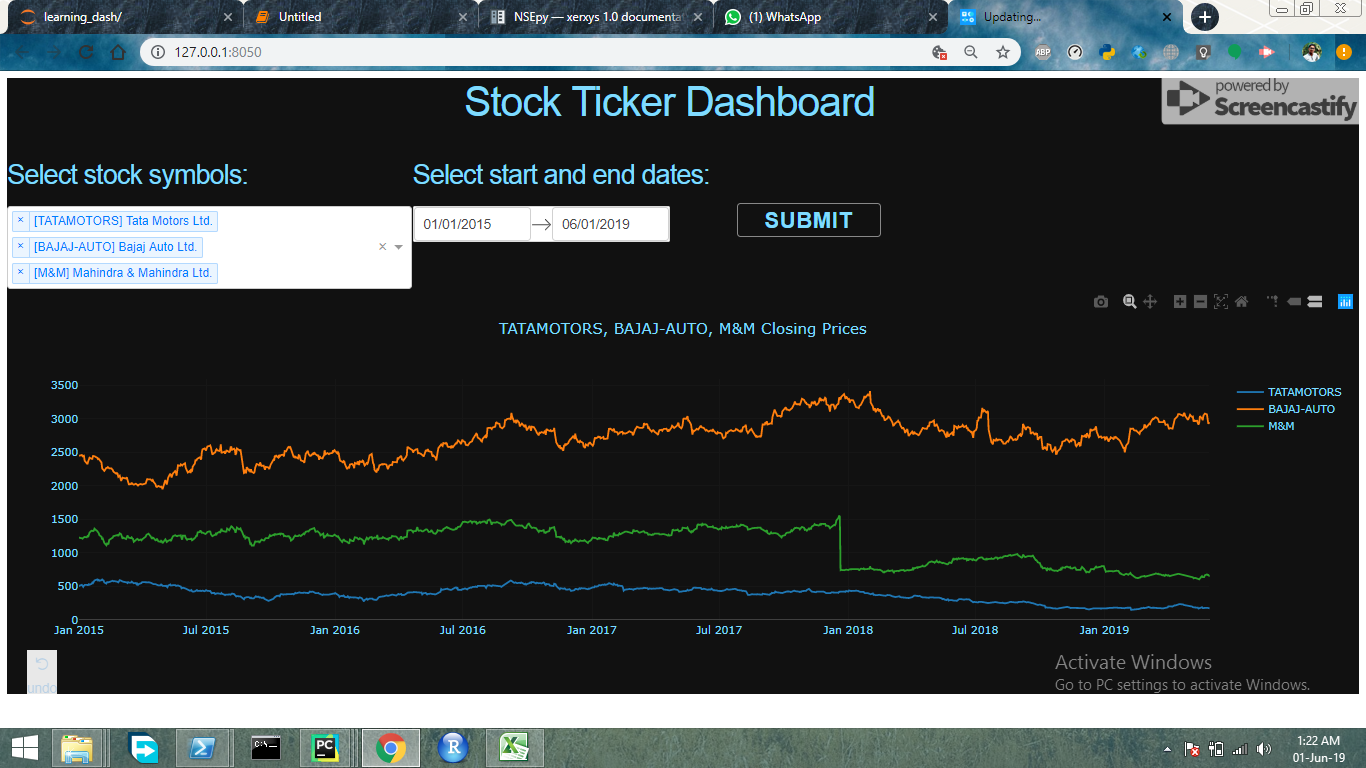 learning_dash/
Untitled
NSEpy — xerxys 1.0 documenta
(1) WhatsApp
Updating...
127.0.0.1:8050
ABP
Stock Ticker Dashboard
powered by
Screencastify
Select stock symbols:
Select start and end dates:
× [TATAMOTORS] Tata Motors Ltd.
× [BAJAJ-AUTO] Bajaj Auto Ltd.
× [M&M] Mahindra & Mahindra Ltd.
01/01/2015 → 06/01/2019
SUBMIT
TATAMOTORS, BAJAJ-AUTO, M&M Closing Prices
3500
3000
2500
2000
1500
1000
500
0
Jan 2015 Jul 2015 Jan 2016 Jul 2016 Jan 2017 Jul 2017 Jan 2018 Jul 2018 Jan 2019
TATAMOTORS
BAJAJ-AUTO
M&M
undo
Activate Windows
Go to PC settings to activate Windows.
PC
R
1:22 AM
01-Jun-19